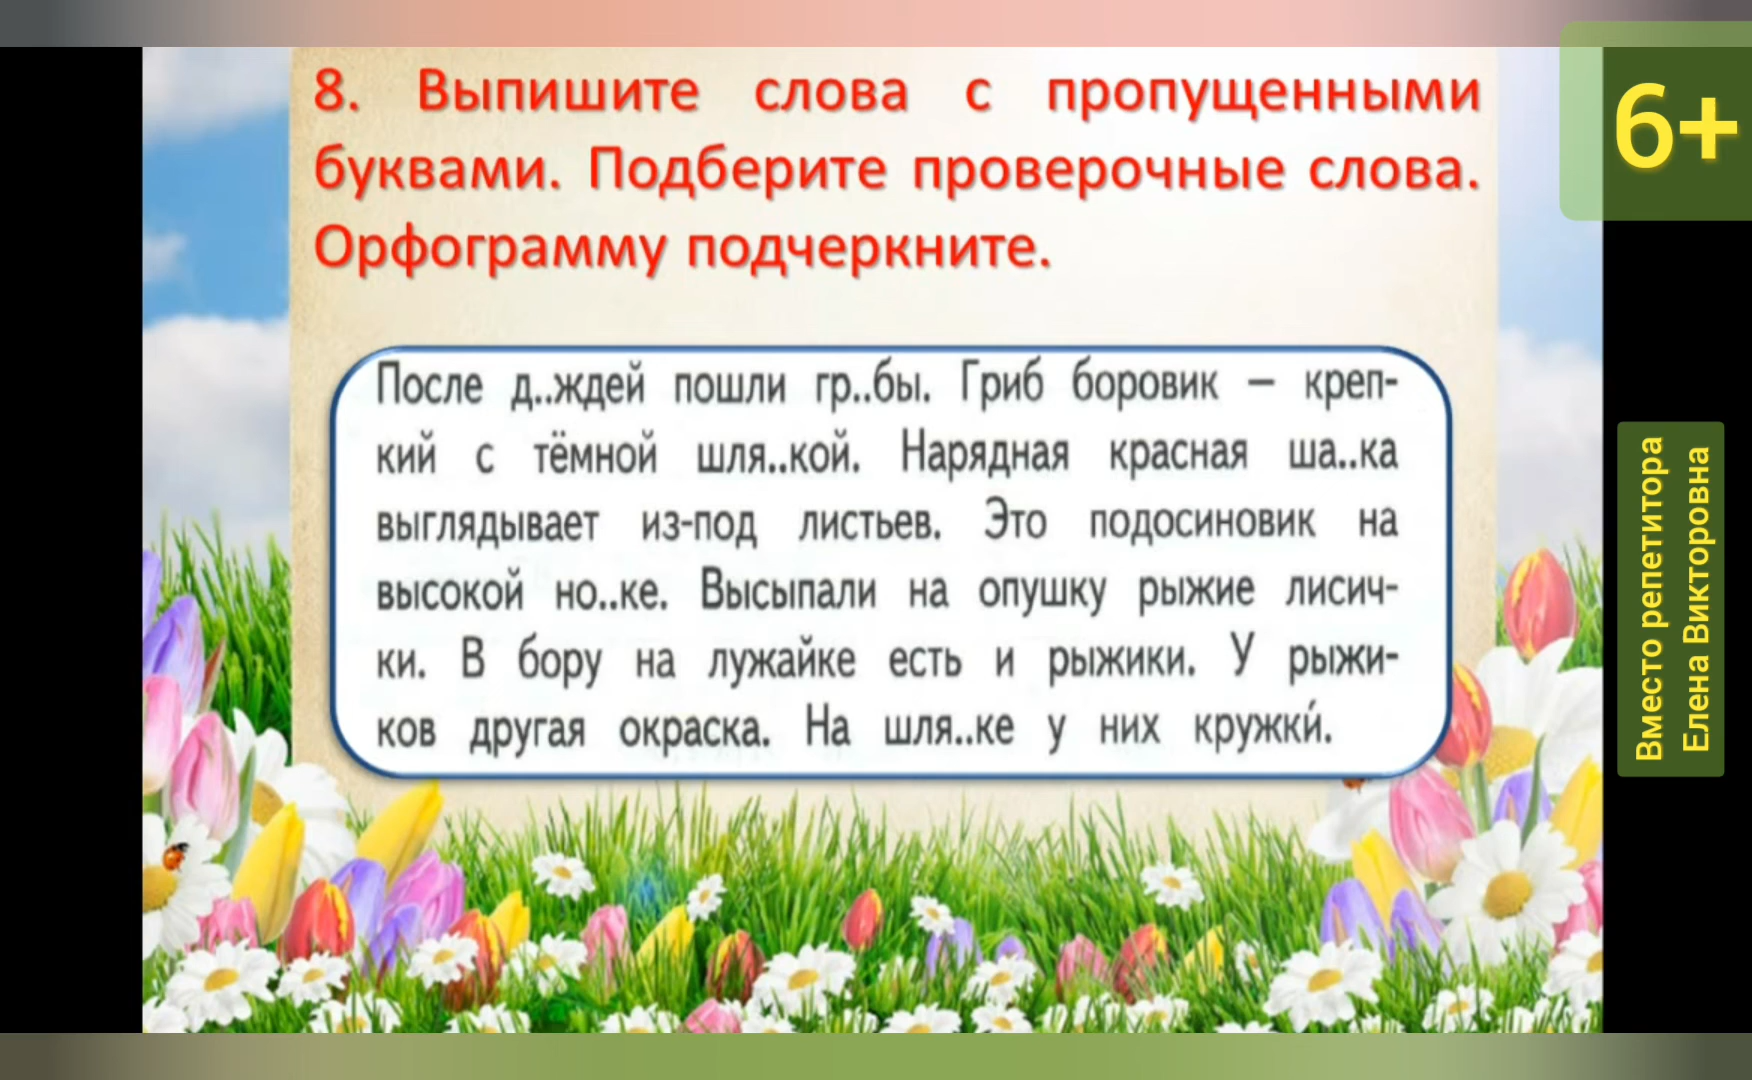 8. Выпишите слова с пропущенными
буквами. Подберите проверочные слова.
Орфограмму подчеркните.
После д..ждей пошли гр..бы. Гриб боровик – креп-
кий с тёмной шля..кой. Нарядная красная ша..ка
выглядывает из-под листьев. Это подосиновик на
высокой но..ке. Высыпали на опушку рыжие лисич-
ки. В бору на лужайке есть и рыжики. У рыжи-
ков другая окраска. На шля..ке у них кружки́.
6+
Вместо репетитора
Елена Викторовна